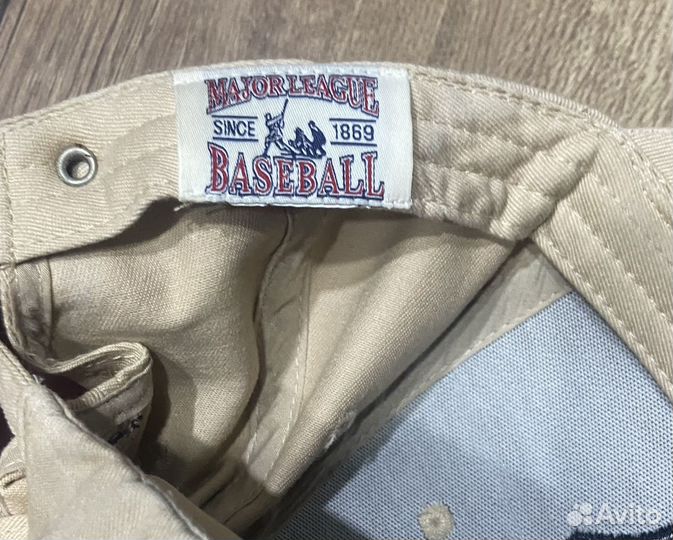 MAJOR LEAGUE
SINCE 1869
BASEBALL
Avito